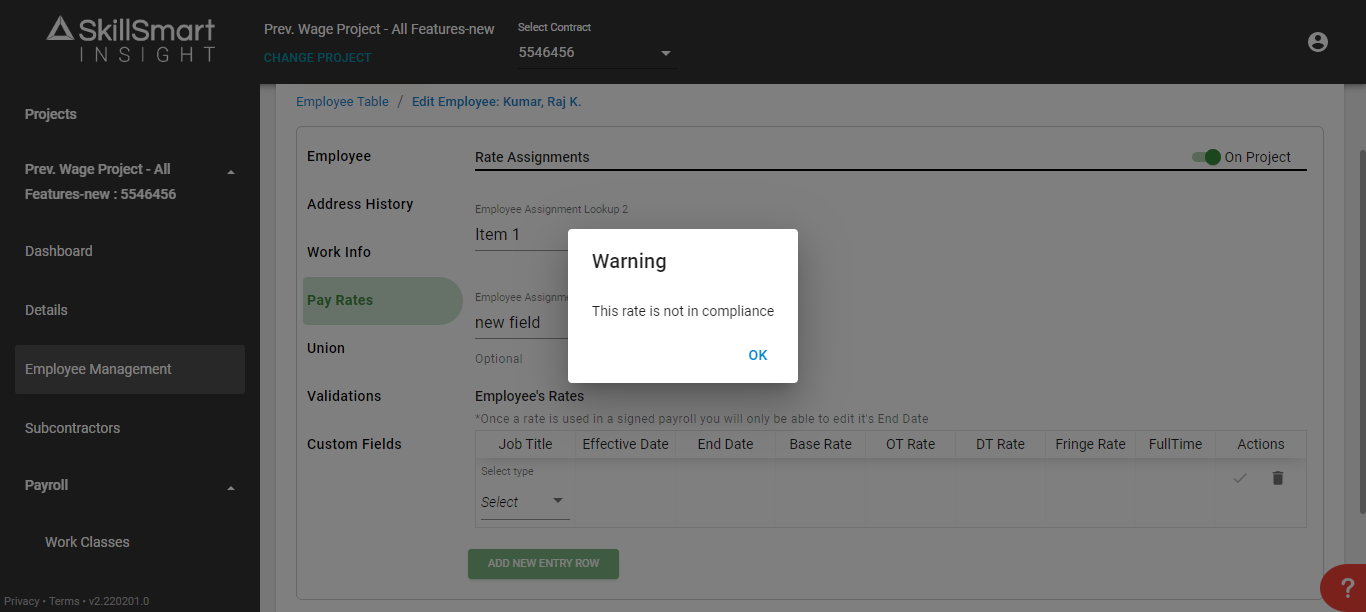 SkillSmart
INSIGHT
Prev. Wage Project - All Features-new
CHANGE PROJECT
Select Contract
5546456
Projects
Prev. Wage Project - All
Features-new : 5546456
Dashboard
Details
Employee Management
Subcontractors
Payroll
Work Classes
Privacy • Terms • v2.220201.0
Employee Table / Edit Employee: Kumar, Raj K.
Employee
Address History
Work Info
Pay Rates
Union
Validations
Custom Fields
Rate Assignments
On Project
Employee Assignment Lookup 2
Item 1
Employee Assignm
new field
Optional
Warning
This rate is not in compliance
OK
Employee's Rates
*Once a rate is used in a signed payroll you will only be able to edit it's End Date
Job Title Effective Date End Date Base Rate OT Rate DT Rate Fringe Rate FullTime Actions
Select type
Select
ADD NEW ENTRY ROW
?